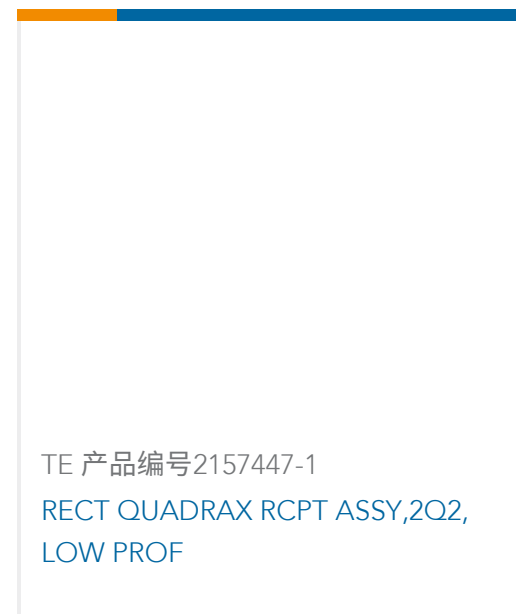 TE 产品编号2157447-1
RECT QUADRAX RCPT ASSY,2Q2,
LOW PROF